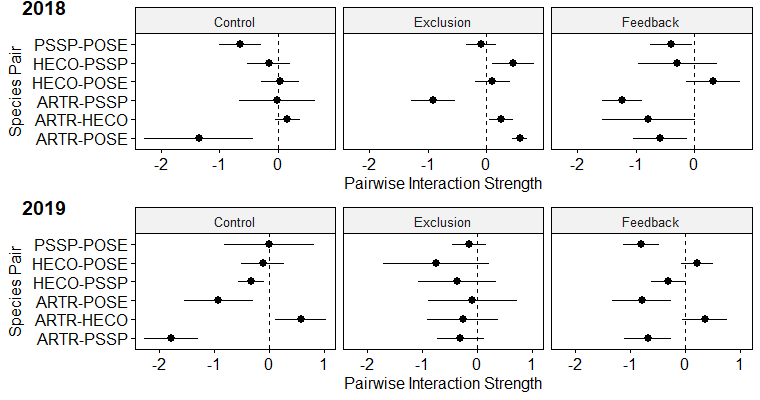 2018
Control Exclusion Feedback
Species Pair
PSSP-POSE
HECO-PSSP
HECO-POSE
ARTR-PSSP
ARTR-HECO
ARTR-POSE
-2 -1 0 -2 -1 0 -2 -1 0
Pairwise Interaction Strength
2019
Control Exclusion Feedback
Species Pair
PSSP-POSE
HECO-POSE
HECO-PSSP
ARTR-POSE
ARTR-HECO
ARTR-PSSP
-2 -1 0 1 -2 -1 0 1 -2 -1 0 1
Pairwise Interaction Strength